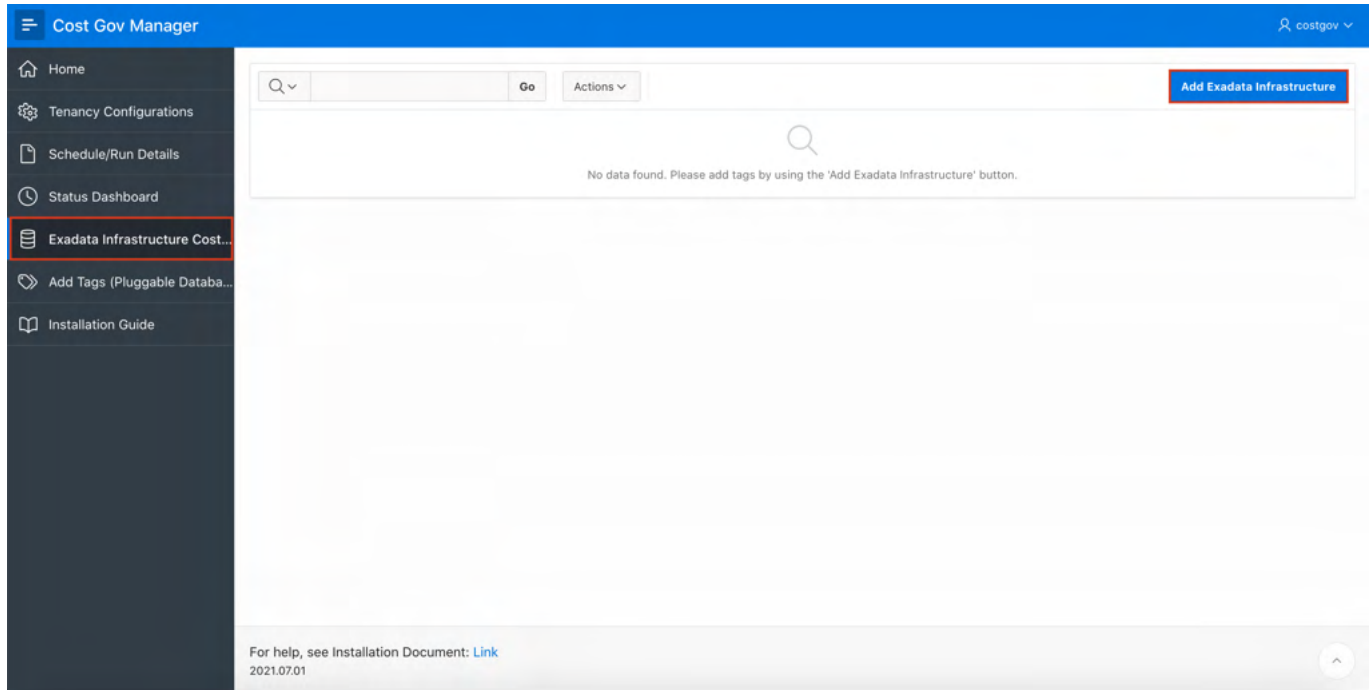 Cost Gov Manager
costgov
Home
Tenancy Configurations
Schedule/Run Details
Status Dashboard
Exadata Infrastructure Cost...
Add Tags (Pluggable Databa...
Installation Guide
Go
Actions
Add Exadata Infrastructure
No data found. Please add tags by using the 'Add Exadata Infrastructure' button.
For help, see Installation Document: Link
2021.07.01